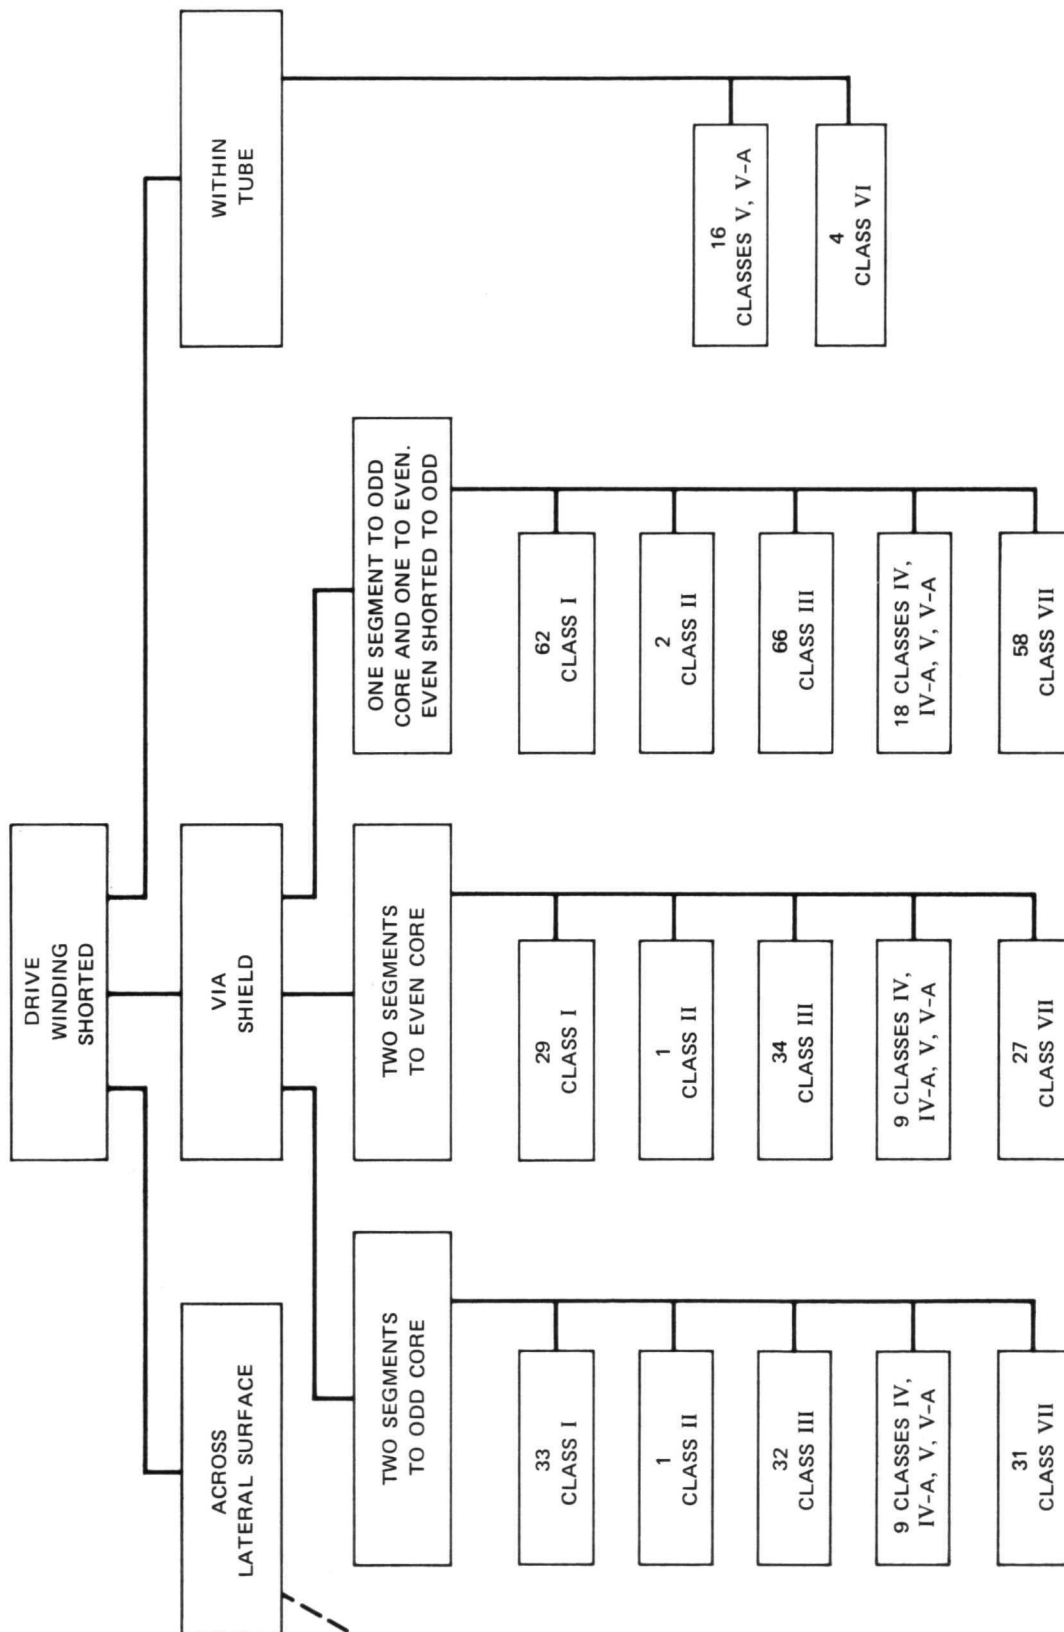 DRIVE
WINDING
SHORTED
ACROSS
LATERAL SURFACE
VIA
SHIELD
WITHIN
TUBE
TWO SEGMENTS
TO ODD CORE
33
CLASS I
1
CLASS II
32
CLASS III
9 CLASSES IV,
IV-A, V, V-A
31
CLASS VII
TWO SEGMENTS
TO EVEN CORE
29
CLASS I
1
CLASS II
34
CLASS III
9 CLASSES IV,
IV-A, V, V-A
27
CLASS VII
ONE SEGMENT TO ODD
CORE AND ONE TO EVEN.
EVEN SHORTED TO ODD
62
CLASS I
2
CLASS II
66
CLASS III
18 CLASSES IV,
IV-A, V, V-A
58
CLASS VII
16
CLASSES V, V-A
4
CLASS VI